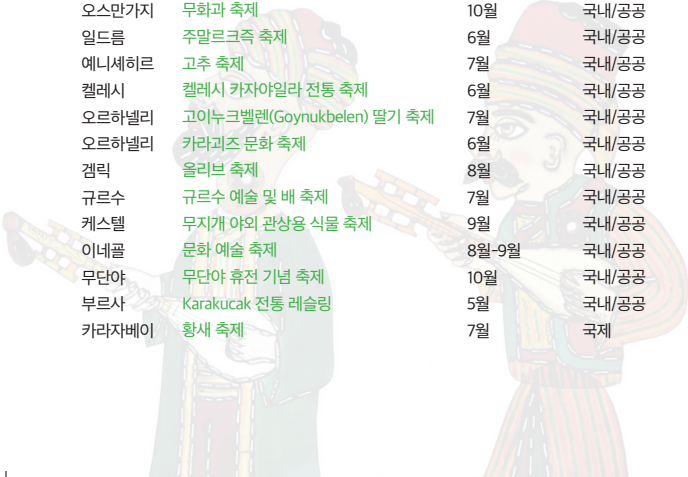 오스만가지 무화과 축제 10월 국내/공공
일드름 주말르크즉 축제 6월 국내/공공
예니셰히르 고추 축제 7월 국내/공공
켈레시 켈레시 카자야일라 전통 축제 6월 국내/공공
오르하넬리 고이누크벨렌(Goynukbelen) 딸기 축제 7월 국내/공공
오르하넬리 카라괴즈 문화 축제 6월 국내/공공
겜릭 올리브 축제 8월 국내/공공
규르수 규르수 예술 및 배 축제 7월 국내/공공
케스텔 무지개 야외 관상용 식물 축제 9월 국내/공공
이네골 문화 예술 축제 8월-9월 국내/공공
무단야 무단야 휴전 기념 축제 10월 국내/공공
부르사 Karakucak 전통 레슬링 5월 국내/공공
카라자베이 황새 축제 7월 국제